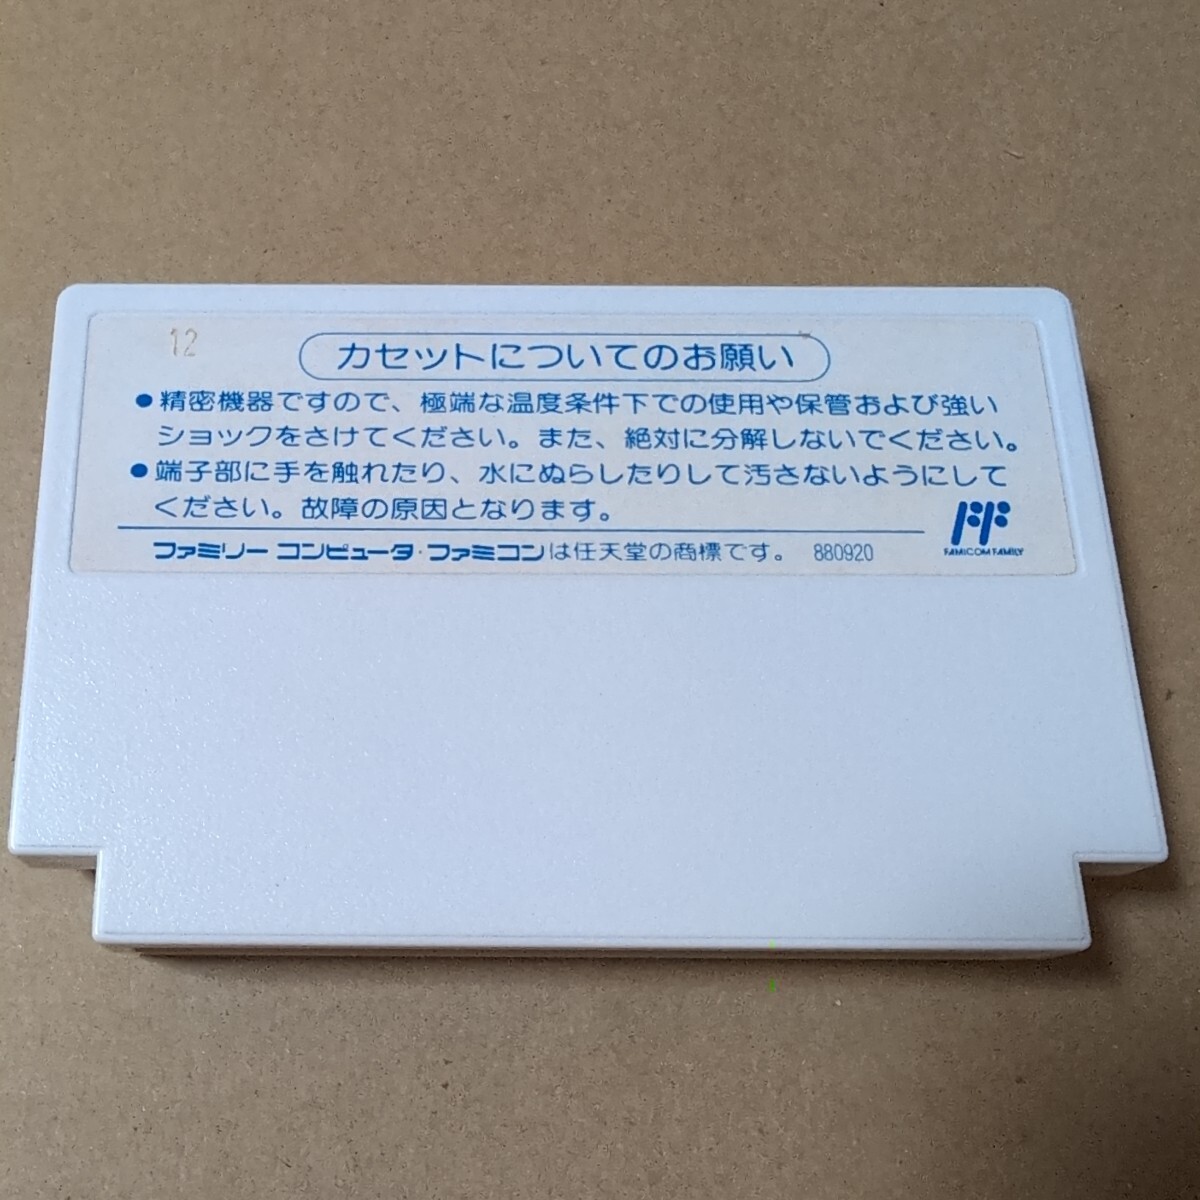 12
カセットについてのお願い
●精密機器ですので、極端な温度条件下での使用や保管および強い
ショックをさけてください。また、絶対に分解しないでください。
●端子部に手を触れたり、水にぬらしたりして汚さないようにして
ください。故障の原因となります。
FF
FAMICOM FAMILY
ファミリーコンピュータ・ファミコンは任天堂の商標です。 880920